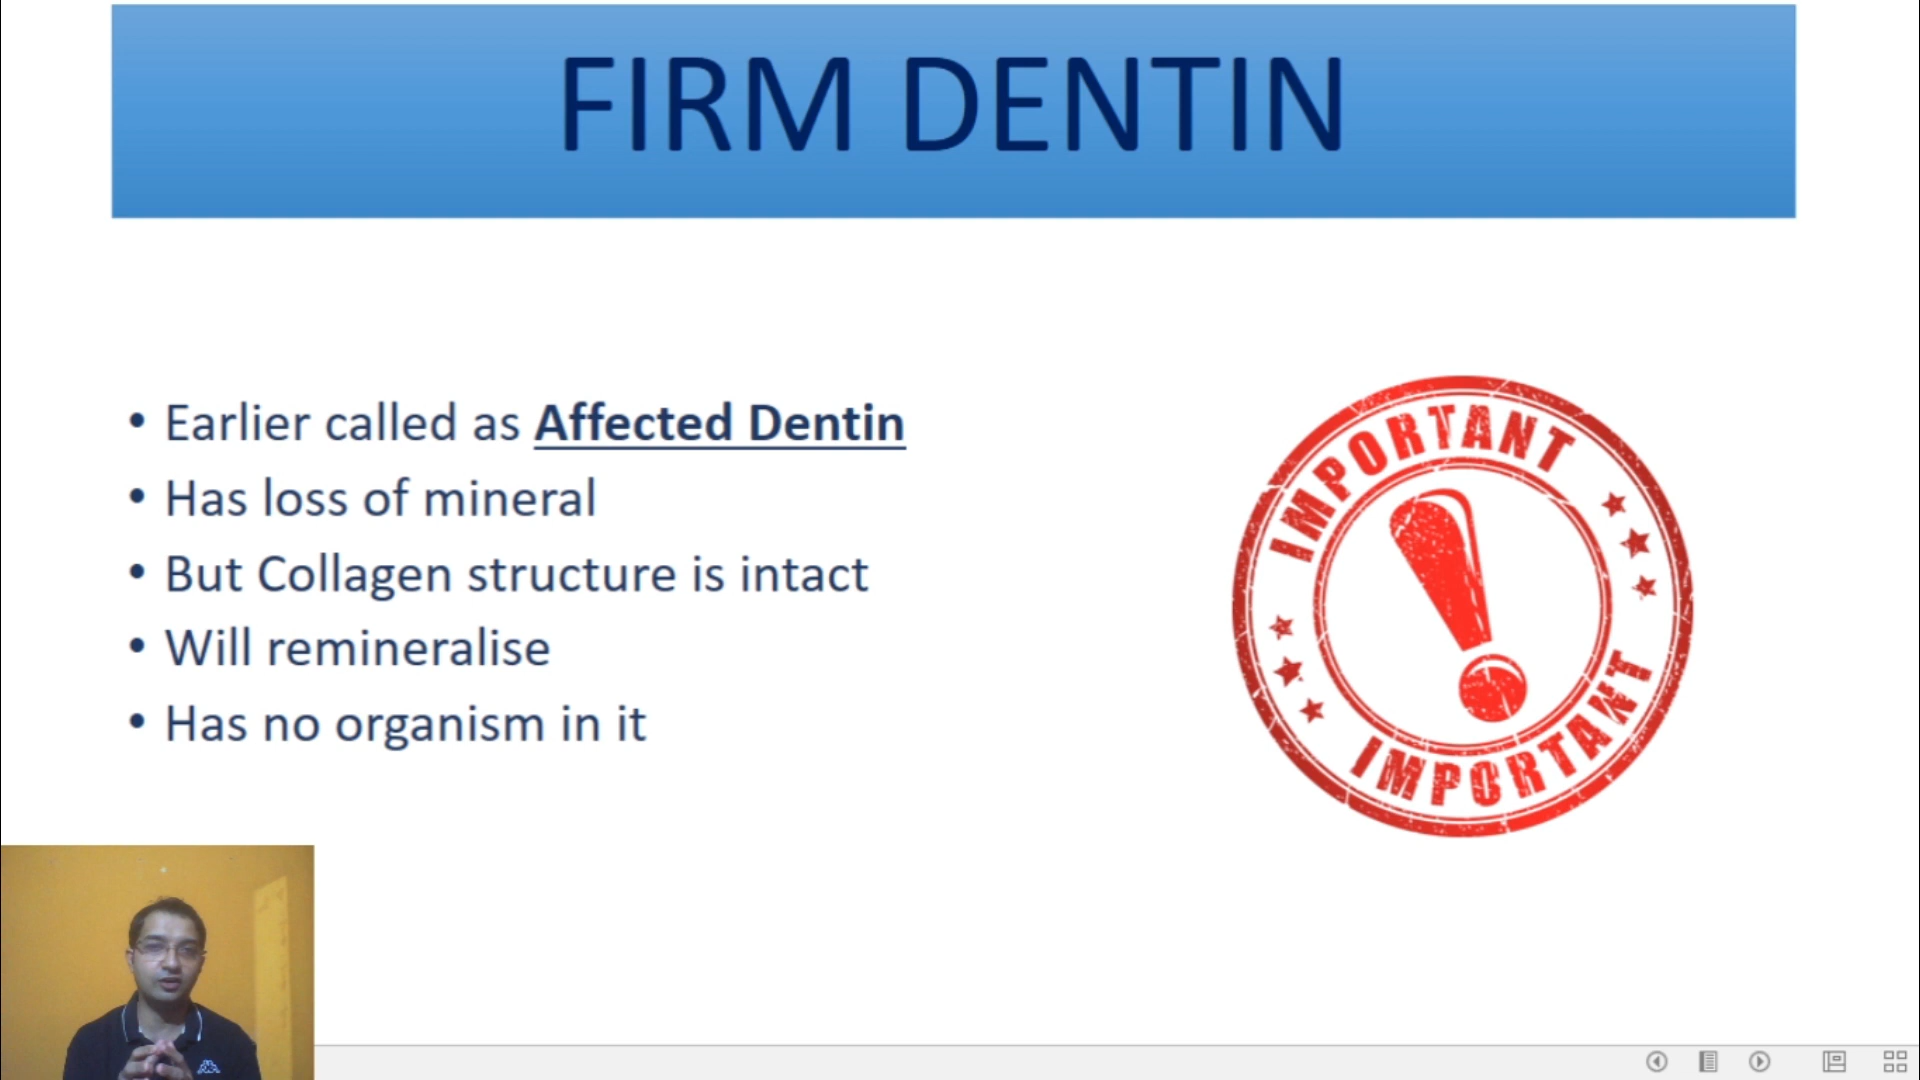 FIRM DENTIN
• Earlier called as Affected Dentin
• Has loss of mineral
• But Collagen structure is intact
• Will remineralise
• Has no organism in it
IMPORTANT
IMPORTANT